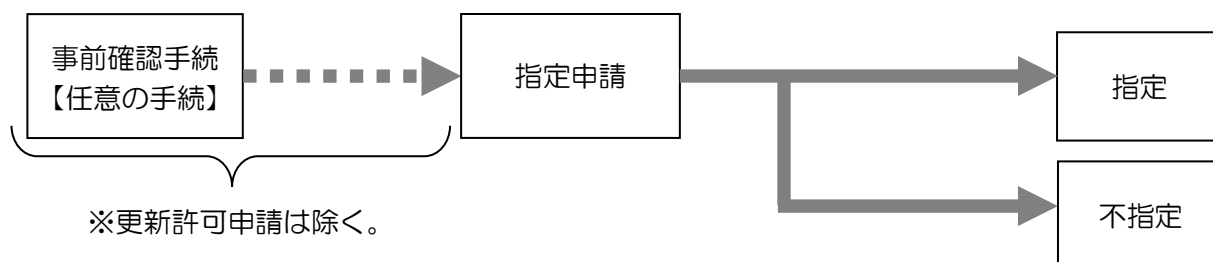 事前確認手続
【任意の手続】
指定申請
指定
不指定
※更新許可申請は除く。